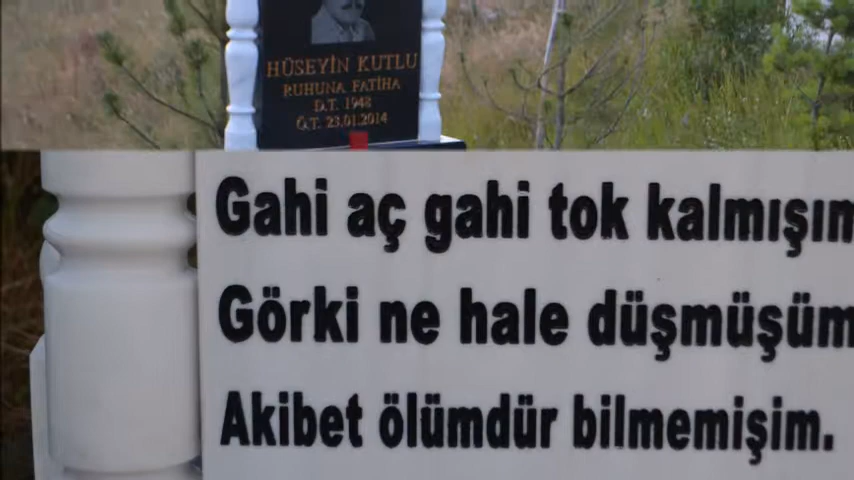 HÜSEYİN KUTLU
RUHUNA FATİHA
D.T. 1948
Ö.T. 23.01.2014
Gahi aç gahi tok kalmışım
Görki ne hale düşmüşüm
Akibet ölümdür bilmemişim.